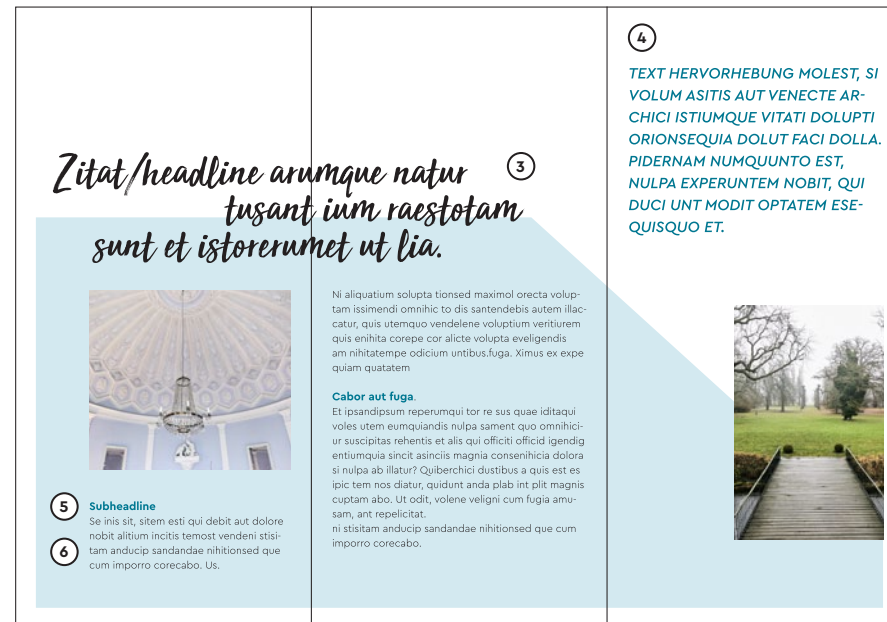 Zitat/headline arumque natur
tusant ium raestotam
sunt et istorerumet ut lia.
3
5
Subheadline
Se inis sit, sitem esti qui debit aut dolore
nobit alitium incitis temost vendeni stisi-
6
tam anducip sandandae nihitionsed que
cum imporro corecabo. Us.
Ni aliquatium solupta tionsed maximol orecta volup-
tam issimendi omnihic to dis santendebis autem illac-
catur, quis utemquo vendelene voluptium veritiurem
quis enihita corepe cor alicte volupta eveligendis
am nihitatempe odicium untibus.fuga. Ximus ex expe
quiam quatatem
Cabor aut fuga.
Et ipsandipsum reperumqui tor re sus quae iditaqui
voles utem eumquiandis nulpa sament quo omnihici-
ur suscipitas rehentis et alis qui officiti officid igendig
entiumquia sincit asinciis magnia consenihicia dolora
si nulpa ab illatur? Quiberchici dustibus a quis est es
ipic tem nos diatur, quidunt anda plab int plit magnis
cuptam abo. Ut odit, volene veligni cum fugia amu-
sam, ant repelicitat.
ni stisitam anducip sandandae nihitionsed que cum
imporro corecabo.
4
TEXT HERVORHEBUNG MOLEST, SI
VOLUM ASITIS AUT VENECTE AR-
CHICI ISTIUMQUE VITATI DOLUPTI
ORIONSEQUIA DOLUT FACI DOLLA.
PIDERNAM NUMQUUNTO EST,
NULPA EXPERUNTEM NOBIT, QUI
DUCI UNT MODIT OPTATEM ESE-
QUISQUO ET.